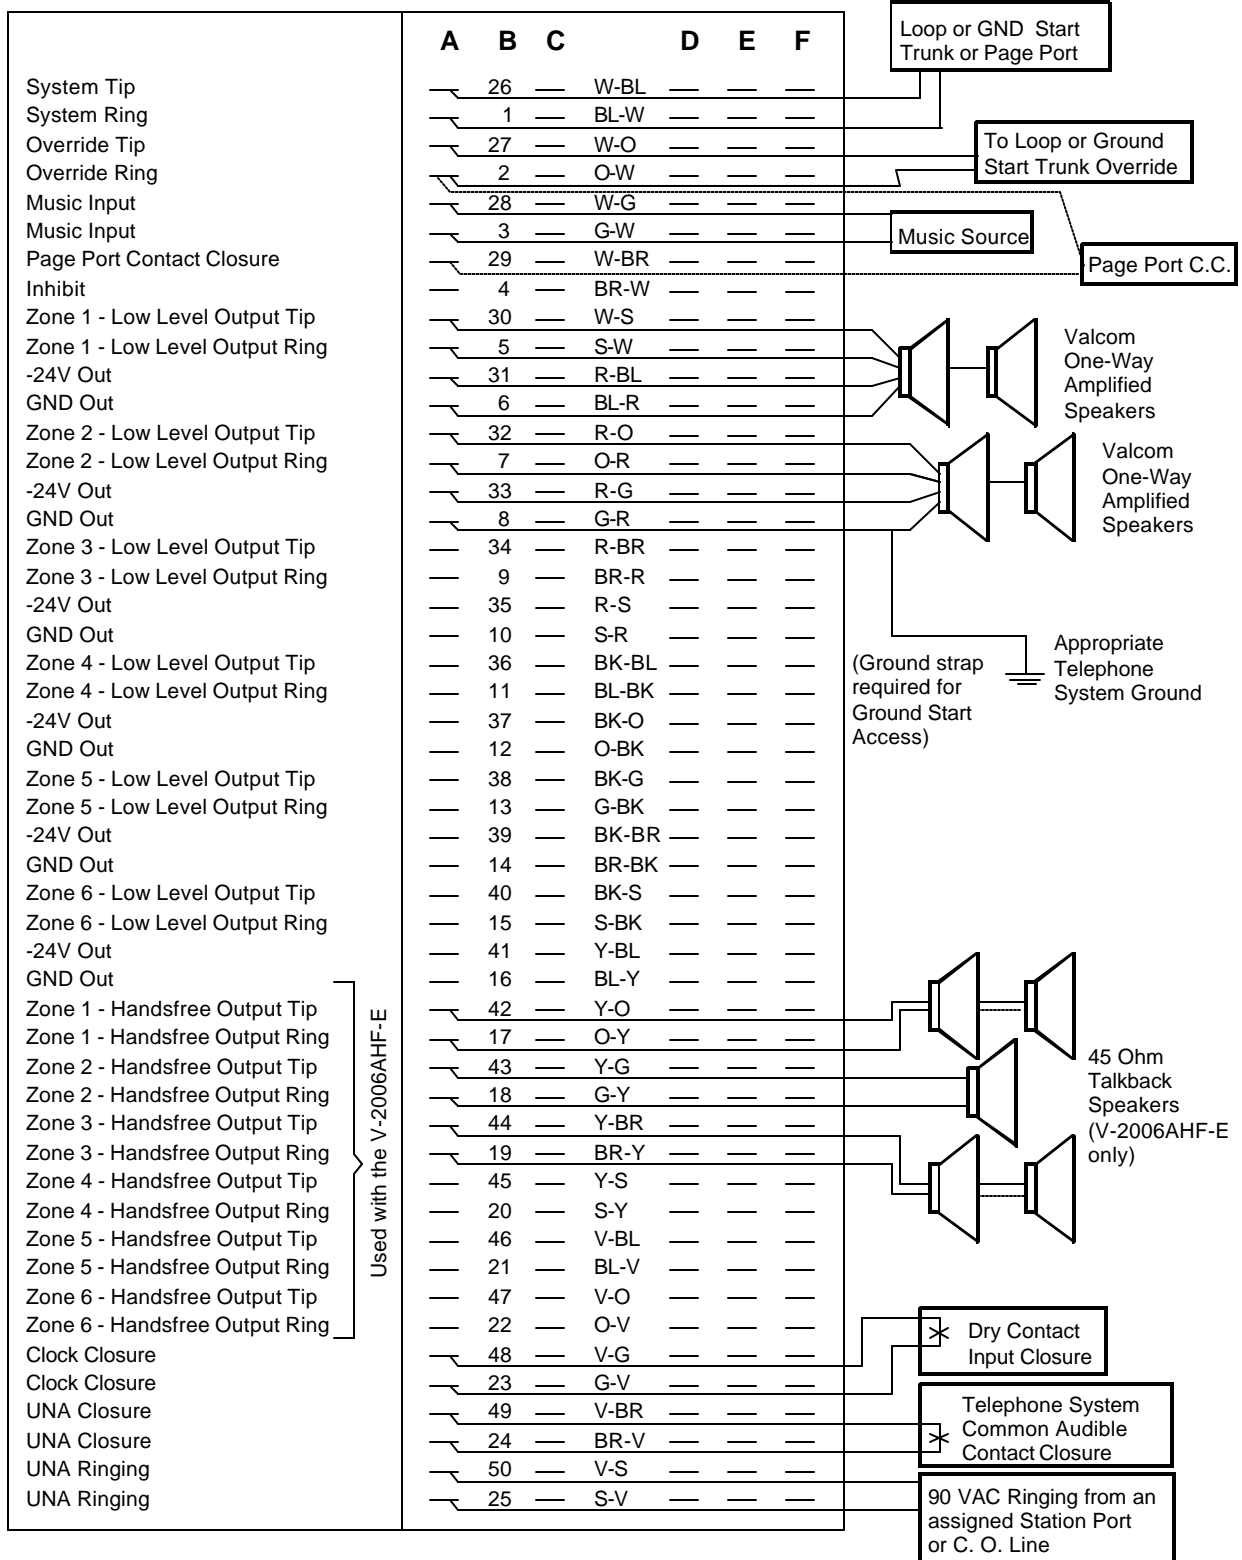 A B C D E F
System Tip 26 W-BL
System Ring 1 BL-W
Override Tip 27 W-O
Override Ring 2 O-W
Music Input 28 W-G
Music Input 3 G-W
Page Port Contact Closure 29 W-BR
Inhibit 4 BR-W
Zone 1 - Low Level Output Tip 30 W-S
Zone 1 - Low Level Output Ring 5 S-W
-24V Out 31 R-BL
GND Out 6 BL-R
Zone 2 - Low Level Output Tip 32 R-O
Zone 2 - Low Level Output Ring 7 O-R
-24V Out 33 R-G
GND Out 8 G-R
Zone 3 - Low Level Output Tip 34 R-BR
Zone 3 - Low Level Output Ring 9 BR-R
-24V Out 35 R-S
GND Out 10 S-R
Zone 4 - Low Level Output Tip 36 BK-BL
Zone 4 - Low Level Output Ring 11 BL-BK
-24V Out 37 BK-O
GND Out 12 O-BK
Zone 5 - Low Level Output Tip 38 BK-G
Zone 5 - Low Level Output Ring 13 G-BK
-24V Out 39 BK-BR
GND Out 14 BR-BK
Zone 6 - Low Level Output Tip 40 BK-S
Zone 6 - Low Level Output Ring 15 S-BK
-24V Out 41 Y-BL
GND Out 16 BL-Y
Zone 1 - Handsfree Output Tip 42 Y-O
Zone 1 - Handsfree Output Ring 17 O-Y
Zone 2 - Handsfree Output Tip 43 Y-G
Zone 2 - Handsfree Output Ring 18 G-Y
Zone 3 - Handsfree Output Tip 44 Y-BR
Zone 3 - Handsfree Output Ring 19 BR-Y
Zone 4 - Handsfree Output Tip 45 Y-S
Zone 4 - Handsfree Output Ring 20 S-Y
Zone 5 - Handsfree Output Tip 46 V-BL
Zone 5 - Handsfree Output Ring 21 BL-V
Zone 6 - Handsfree Output Tip 47 V-O
Zone 6 - Handsfree Output Ring 22 O-V
Clock Closure 48 V-G
Clock Closure 23 G-V
UNA Closure 49 V-BR
UNA Closure 24 BR-V
UNA Ringing 50 V-S
UNA Ringing 25 S-V
Used with the V-2006AHF-E
Loop or GND Start
Trunk or Page Port
To Loop or Ground
Start Trunk Override
Music Source
Page Port C.C.
Valcom
One-Way
Amplified
Speakers
Valcom
One-Way
Amplified
Speakers
(Ground strap
required for
Ground Start
Access)
Appropriate
Telephone
System Ground
45 Ohm
Talkback
Speakers
(V-2006AHF-E
only)
Dry Contact
Input Closure
Telephone System
Common Audible
Contact Closure
90 VAC Ringing from an
assigned Station Port
or C. O. Line